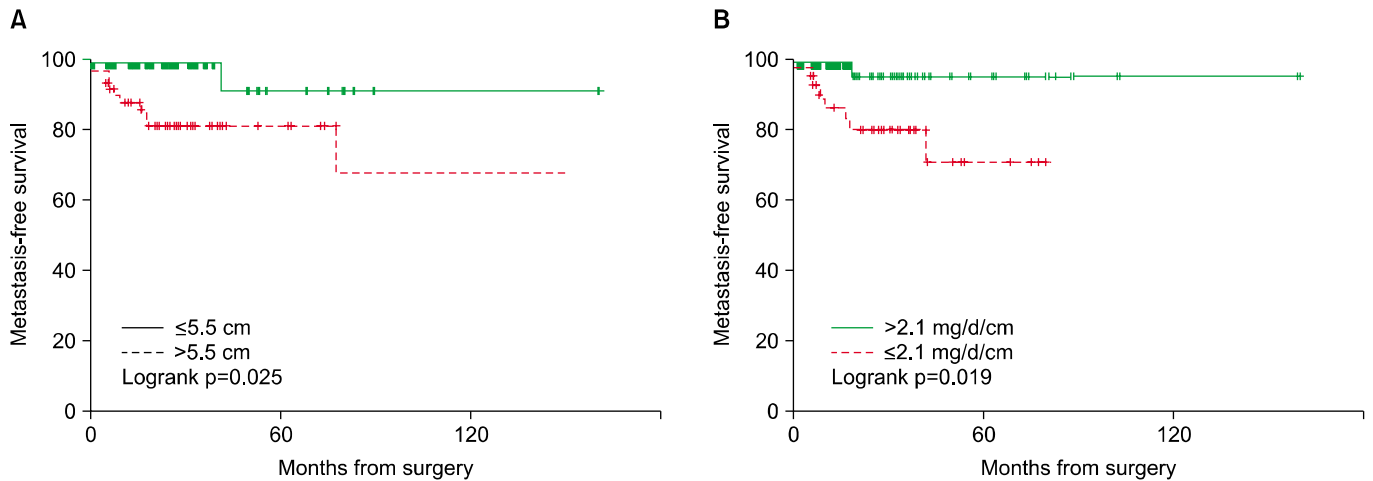 A
Metastasis-free survival
100
80
60
40
20
0
≤5.5 cm
>5.5 cm
Logrank p=0.025
0 60 120
Months from surgery
B
Metastasis-free survival
100
80
60
40
20
0
>2.1 mg/d/cm
≤2.1 mg/d/cm
Logrank p=0.019
0 60 120
Months from surgery